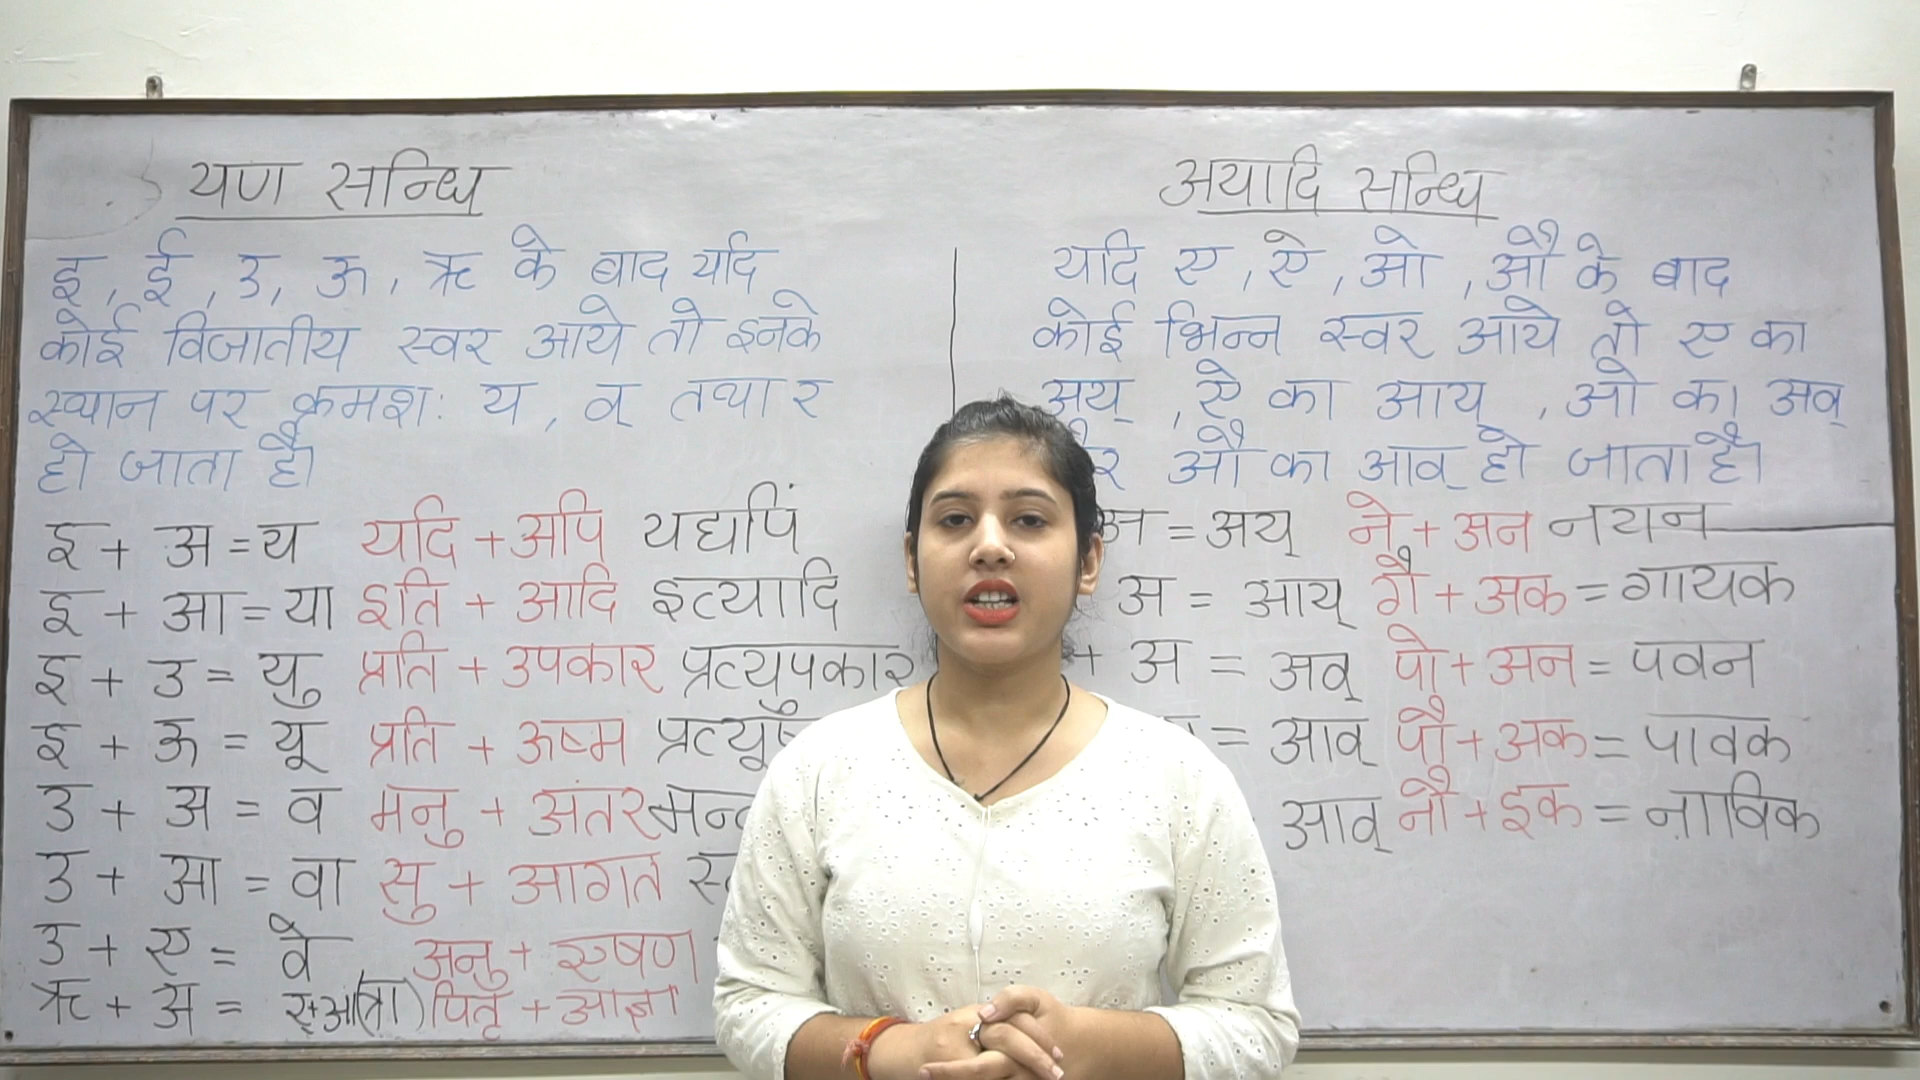 यण सन्धि
इ, ई, उ, ऊ, ऋ के बाद यदि
कोई विजातीय स्वर आये तो इनके
स्थान पर क्रमशः य, व् तथा र
हो जाता है।
इ + अ = य यदि + अपि यद्यपि
इ + आ = या इति + आदि इत्यादि
इ + उ = यु प्रति + उपकार प्रत्युपकार
इ + ऊ = यू प्रति + ऊष्म
उ + अ = व मनु + अंतर
उ + आ = वा सु + आगत
उ + ए = वे अनु + एषण
ऋ + अ = र्+आ(त्रा) पितृ + आज्ञा
अयादि सन्धि
यदि ए, ऐ, ओ, औ के बाद
कोई भिन्न स्वर आये तो ए का
अय्, ऐ का आय्, ओ का अव्
औ का आव् हो जाता है।
अ = अय् ने + अन नयन
अ = आय् गै + अक = गायक
+ अ = अव् पो + अन = पवन
= आव् पौ + अक = पावक
आव् नौ + इक = नाविक